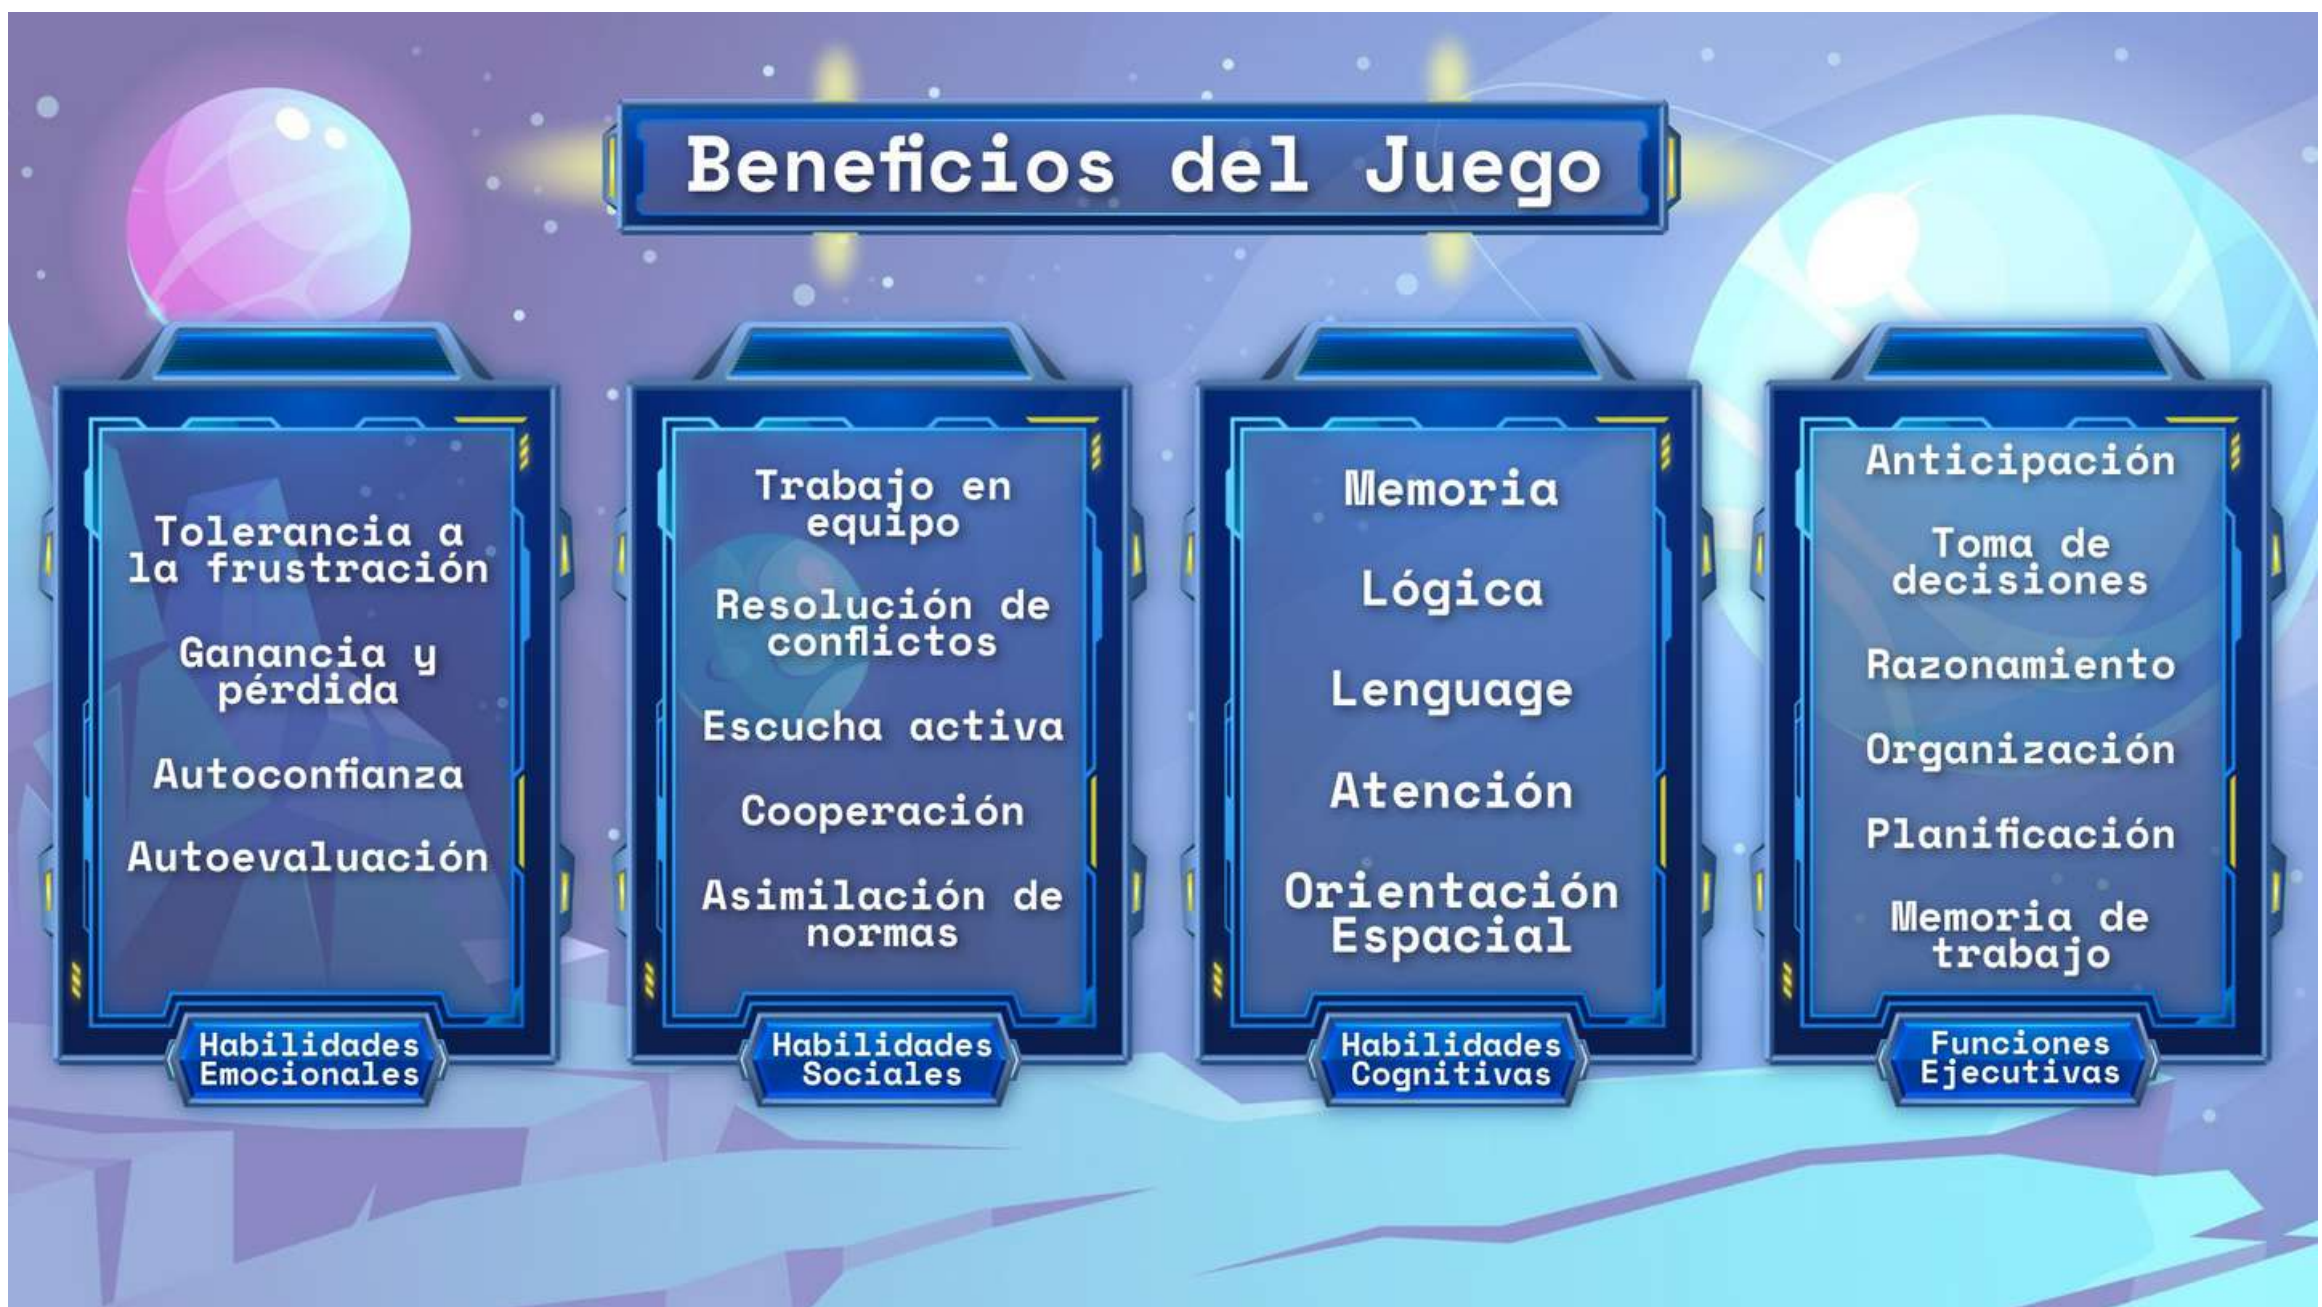 Beneficios del Juego
Tolerancia a
la frustración
Ganancia y
pérdida
Autoconfianza
Autoevaluación
Habilidades
Emocionales
Trabajo en
equipo
Resolución de
conflictos
Escucha activa
Cooperación
Asimilación de
normas
Habilidades
Sociales
Memoria
Lógica
Lenguage
Atención
Orientación
Espacial
Habilidades
Cognitivas
Anticipación
Toma de
decisiones
Razonamiento
Organización
Planificación
Memoria de
trabajo
Funciones
Ejecutivas